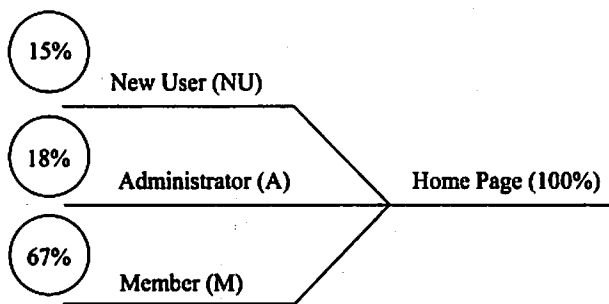 15%
New User (NU)
18%
Administrator (A)
Home Page (100%)
67%
Member (M)